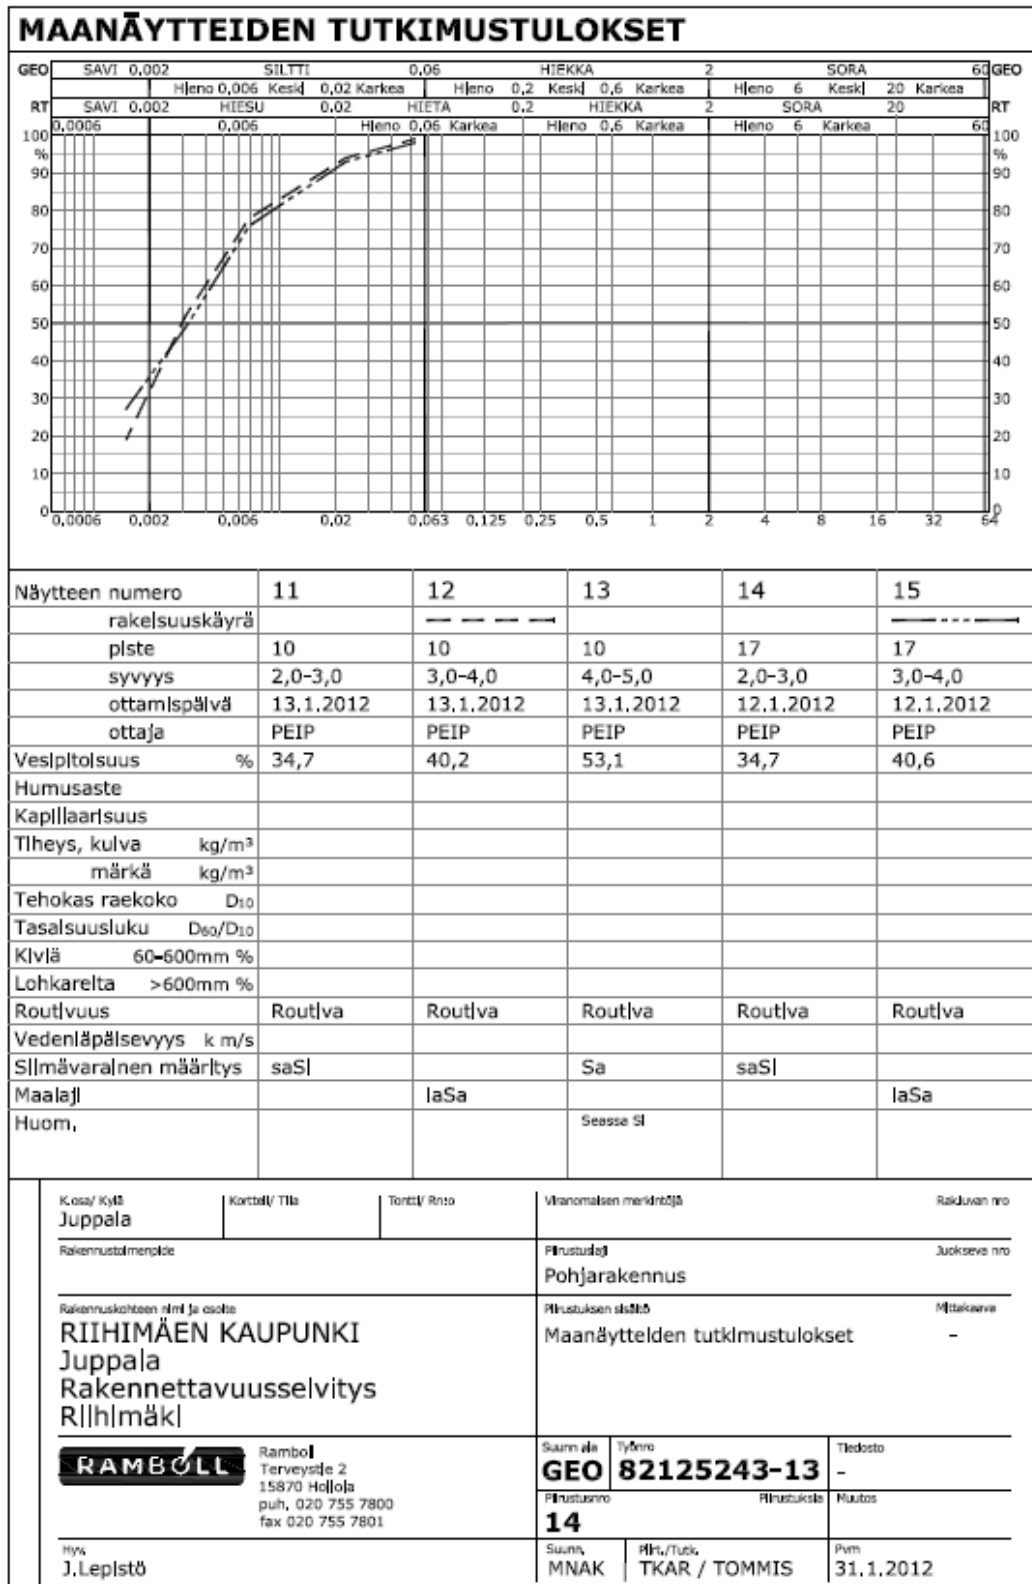 MAANÄYTTEIDEN TUTKIMUSTULOKSET
GEO SAVI 0.002 SILTTI 0.06 HIEKKA 2 SORA 60 GEO
Hieno 0,006 Keski 0,02 Karkea Hieno 0,2 Keski 0,6 Karkea Hieno 6 Keski 20 Karkea
RT SAVI 0.002 HIESU 0.02 HIETA 0.2 HIEKKA 2 SORA 20 RT
0.0006 0.006 Hieno 0.06 Karkea Hieno 0.6 Karkea Hieno 6 Karkea 60
100 100
% %
90 90
80 80
70 70
60 60
50 50
40 40
30 30
20 20
10 10
0 0
0.0006 0.002 0.006 0.02 0.063 0.125 0.25 0.5 1 2 4 8 16 32 64
Näytteen numero 11 12 13 14 15
rakeisuuskäyrä
piste 10 10 10 17 17
syvyys 2,0-3,0 3,0-4,0 4,0-5,0 2,0-3,0 3,0-4,0
ottamispäivä 13.1.2012 13.1.2012 13.1.2012 12.1.2012 12.1.2012
ottaja PEIP PEIP PEIP PEIP PEIP
Vesipitoisuus % 34,7 40,2 53,1 34,7 40,6
Humusaste
Kapillaarisuus
Tiheys, kuiva kg/m³
märkä kg/m³
Tehokas raekoko D10
Tasaisuusluku D60/D10
Kiviä 60-600mm %
Lohkareita >600mm %
Routivuus Routiva Routiva Routiva Routiva Routiva
Vedenläpäisevyys k m/s
Silmävarainen määritys saSi Sa saSi
Maalaji laSa laSa
Huom. Seassa Si
K.osa/ Kylä Kortteli/ Tila Tontti/ Rn:o Viranomaisen merkintöjä Rak.luvan nro
Juppala
Rakennustoimenpide Piirustuslaji Juokseva nro
Pohjarakennus
Rakennuskohteen nimi ja osoite Piirustuksen sisältö Mittakaava
RIIHIMÄEN KAUPUNKI Maanäytteiden tutkimustulokset -
Juppala
Rakennettavuusselvitys
Riihimäki
RAMBOLL
Ramboll
Terveystie 2
15870 Hollola
puh. 020 755 7800
fax 020 755 7801
Suunn ala Työnro Tiedosto
GEO 82125243-13 -
Piirustusnro Piirustuksia Muutos
14
Hyv. Suunn. Piirt./Tutk. Pvm
J.Lepistö MNAK TKAR / TOMMIS 31.1.2012